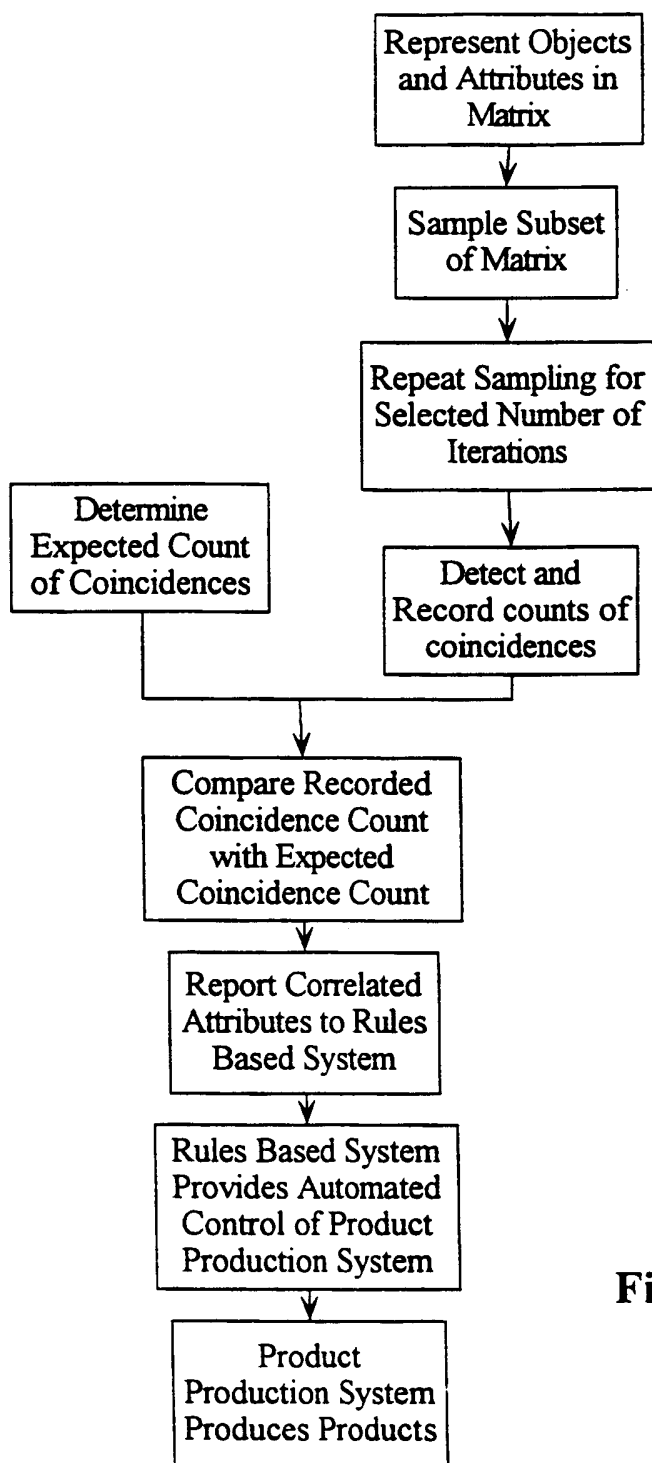 Represent Objects
and Attributes in
Matrix
Sample Subset
of Matrix
Repeat Sampling for
Selected Number of
Iterations
Determine
Expected Count
of Coincidences
Detect and
Record counts of
coincidences
Compare Recorded
Coincidence Count
with Expected
Coincidence Count
Report Correlated
Attributes to Rules
Based System
Rules Based System
Provides Automated
Control of Product
Production System
Fi
Product
Production System
Produces Products